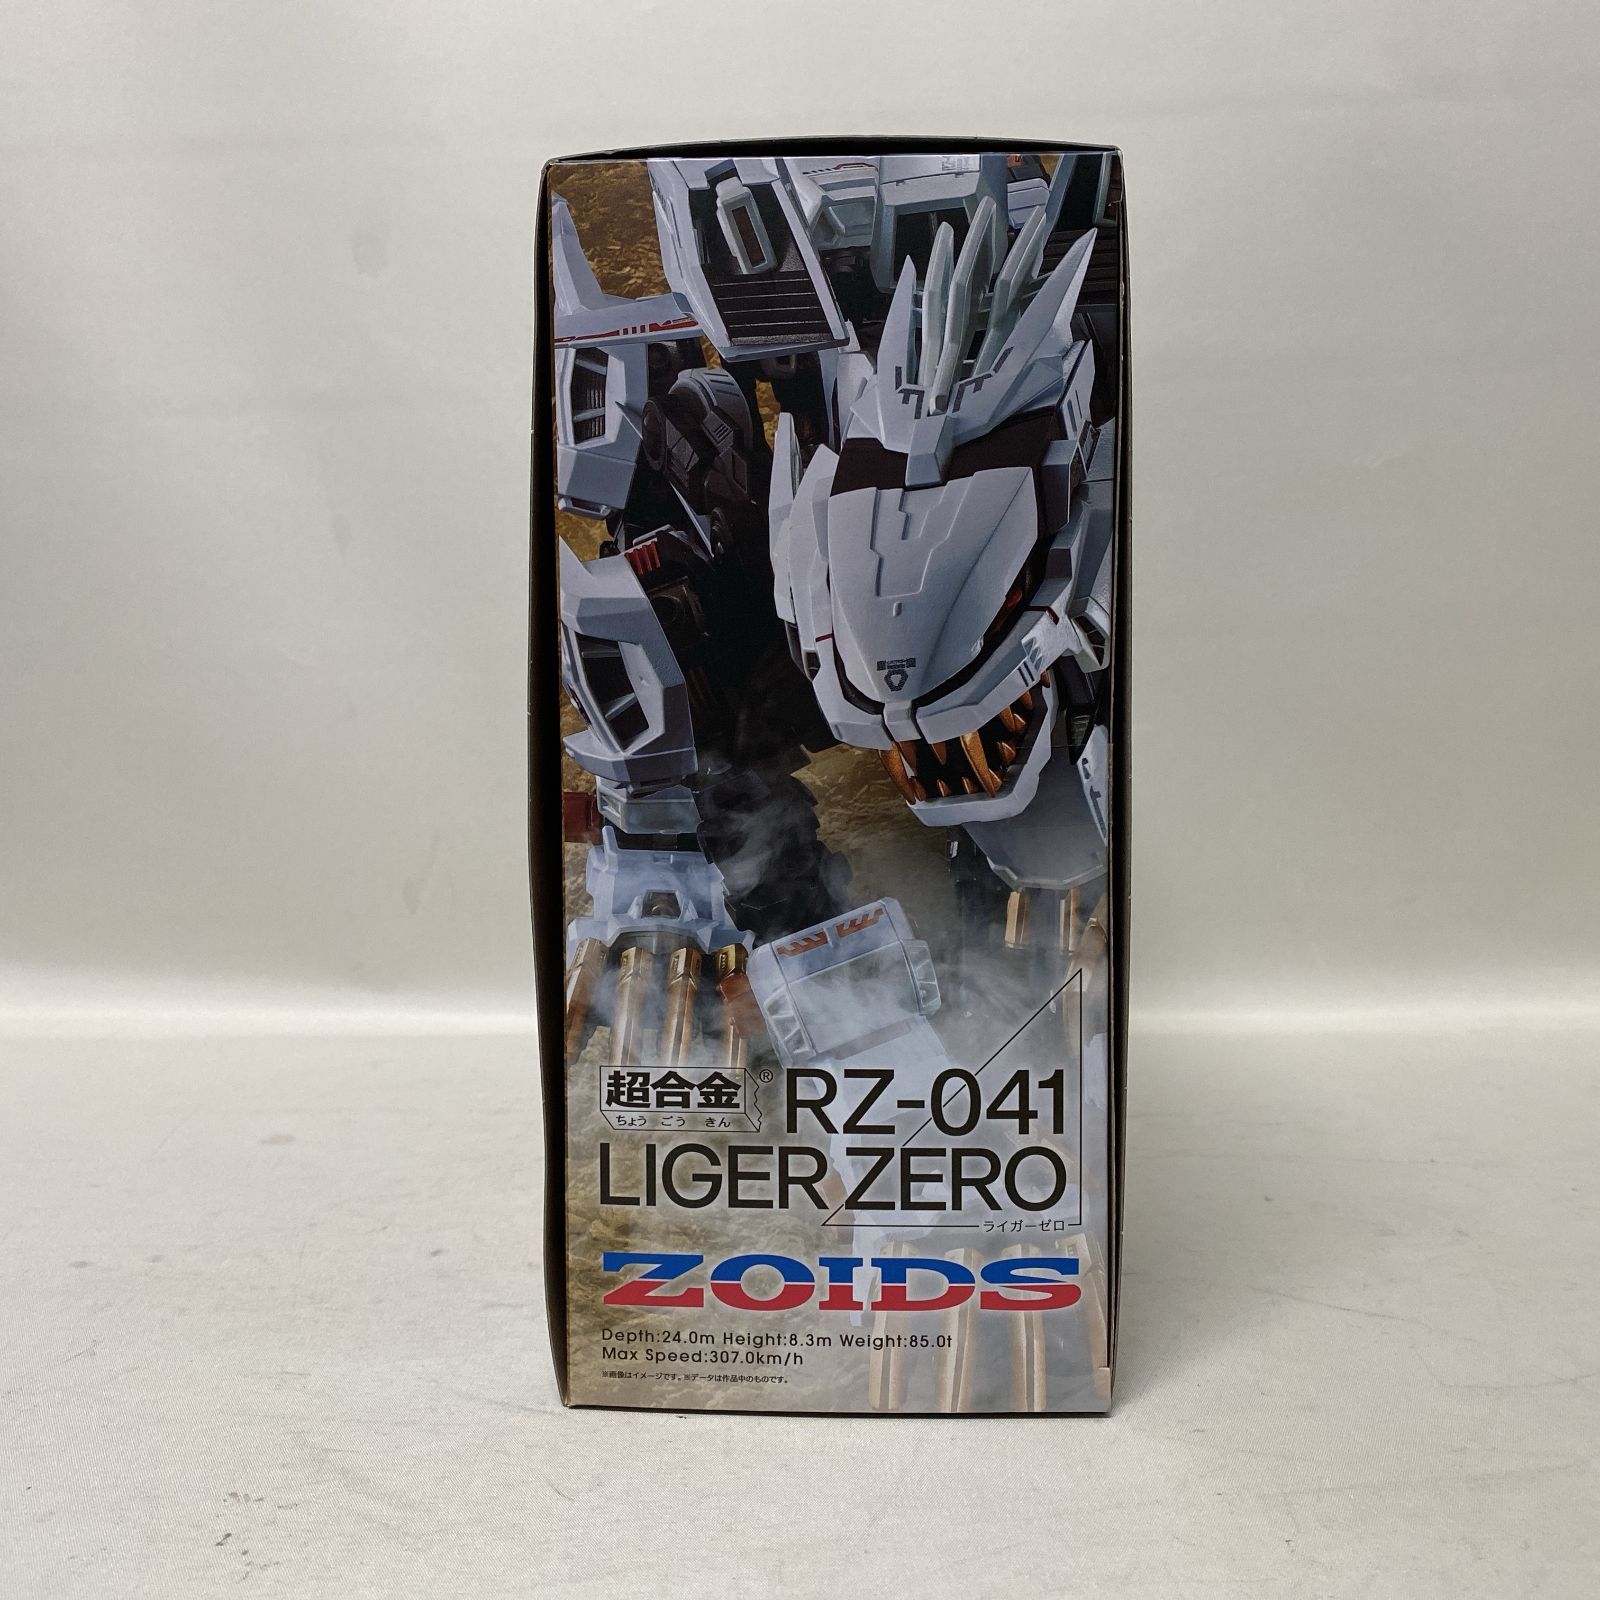 超合金® RZ-041
ちょう ごう きん
LIGER ZERO
ライガーゼロ
ZOIDS
Depth:24.0m Height:8.3m Weight:85.0t
Max Speed:307.0km/h
※画像はイメージです。※データは作品中のものです。